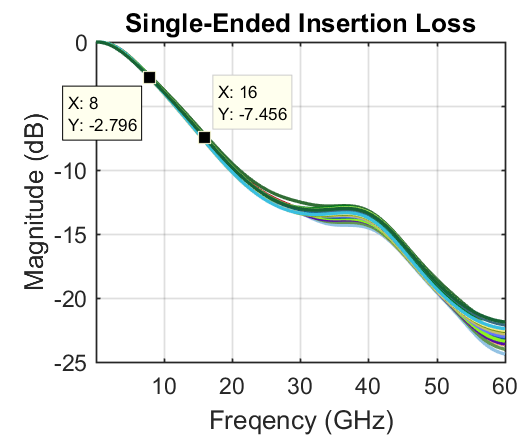 Single-Ended Insertion Loss
0
X: 8
Y: -2.796
X: 16
Y: -7.456
-10
-15
-20
-25
Magnitude (dB)
10 20 30 40 50 60
Freqency (GHz)